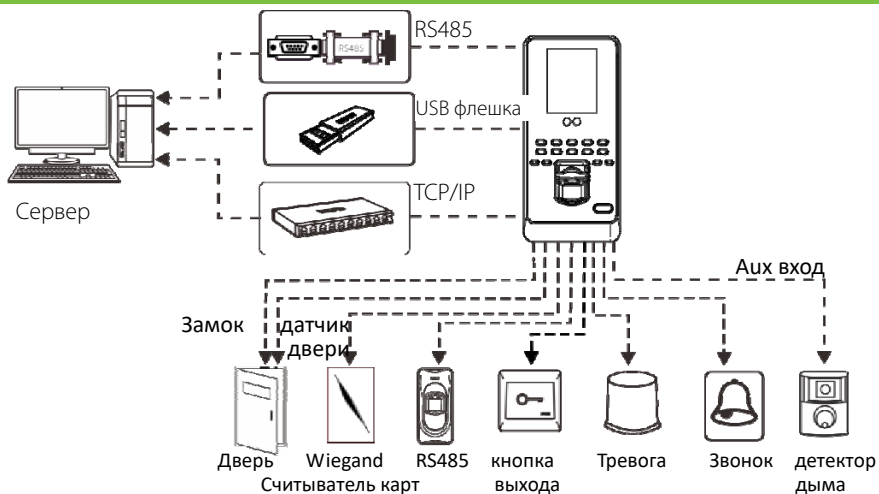 RS485
RS485
USB флешка
TCP/IP
Сервер
Aux вход
Замок датчик
двери
Дверь Wiegand RS485 кнопка Тревога Звонок детектор
Считыватель карт выхода дыма